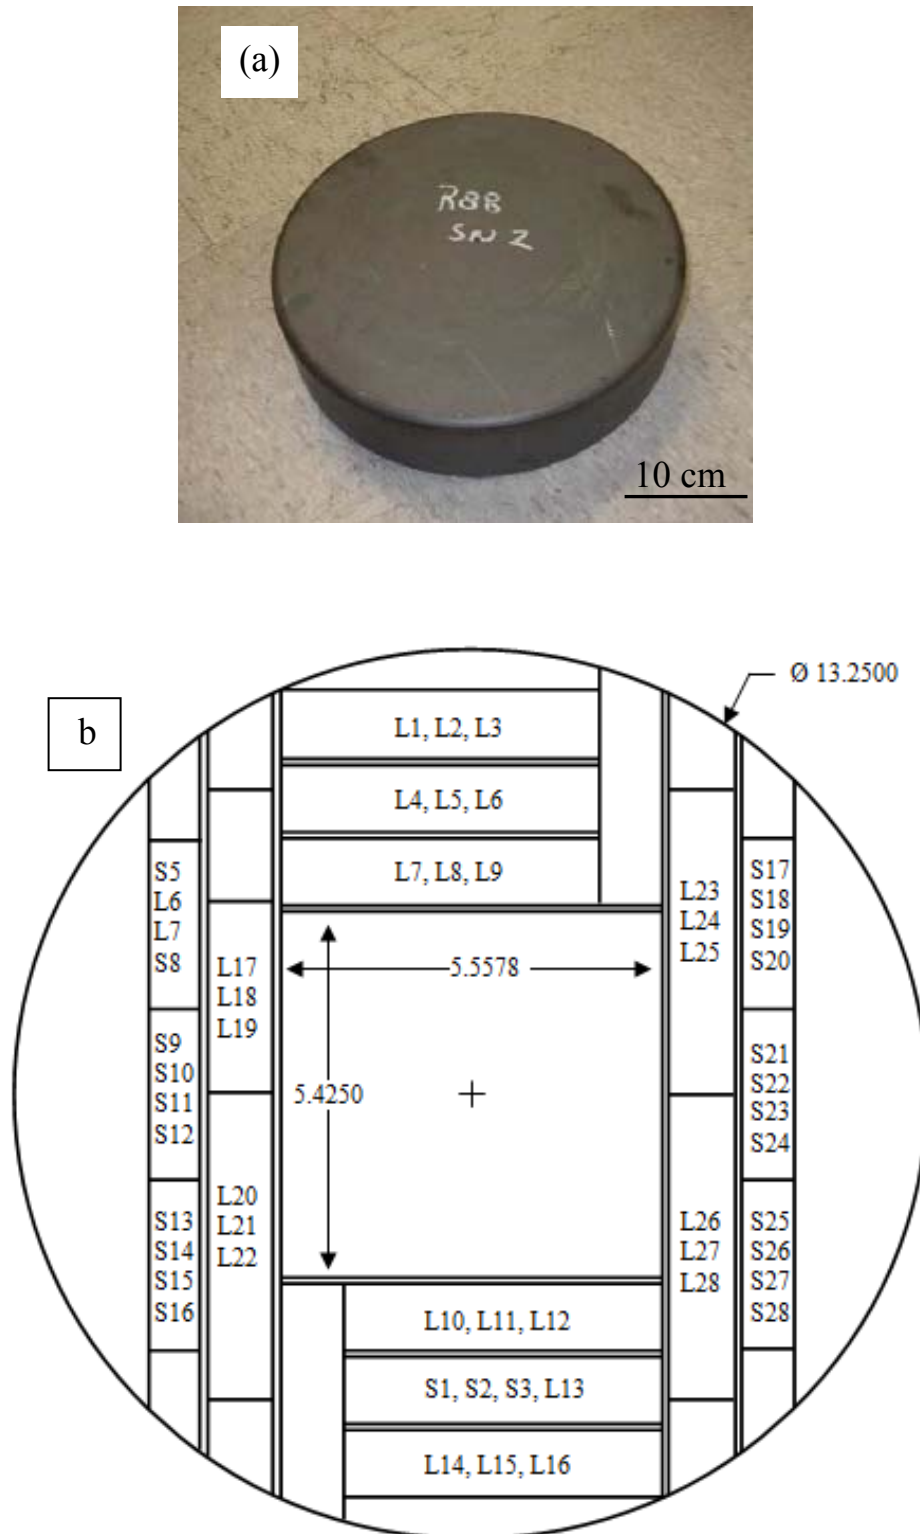 (a)
R88
SN 2
10 cm
b
Ø 13.2500
L1, L2, L3
L4, L5, L6
L7, L8, L9
S5
L6
L7
S8
L17
L18
L19
5.5578
L23
L24
L25
S17
S18
S19
S20
S9
S10
S11
S12
5.4250
S21
S22
S23
S24
S13
S14
S15
S16
L20
L21
L22
L26
L27
L28
S25
S26
S27
S28
L10, L11, L12
S1, S2, S3, L13
L14, L15, L16